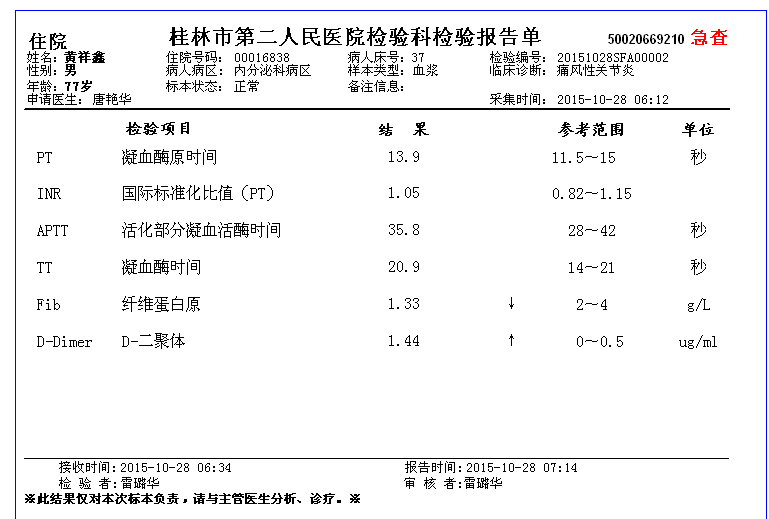 住院 桂林市第二人民医院检验科检验报告单 50020669210 急查
姓名: 黄祥鑫 住院号码: 00016838 病人床号: 37 检验编号: 20151028SFA00002
性别: 男 病人病区: 内分泌科病区 样本类型: 血浆 临床诊断: 痛风性关节炎
年龄: 77岁 标本状态: 正常 备注信息:
申请医生: 唐艳华 采集时间: 2015-10-28 06:12
检验项目 结 果 参考范围 单位
PT 凝血酶原时间 13.9 11.5～15 秒
INR 国际标准化比值（PT） 1.05 0.82～1.15
APTT 活化部分凝血活酶时间 35.8 28～42 秒
TT 凝血酶时间 20.9 14～21 秒
Fib 纤维蛋白原 1.33 ↓ 2～4 g/L
D-Dimer D-二聚体 1.44 ↑ 0～0.5 ug/ml
接收时间: 2015-10-28 06:34 报告时间: 2015-10-28 07:14
检 验 者: 雷璐华 审 核 者: 雷璐华
※此结果仅对本次标本负责，请与主管医生分析、诊疗。※